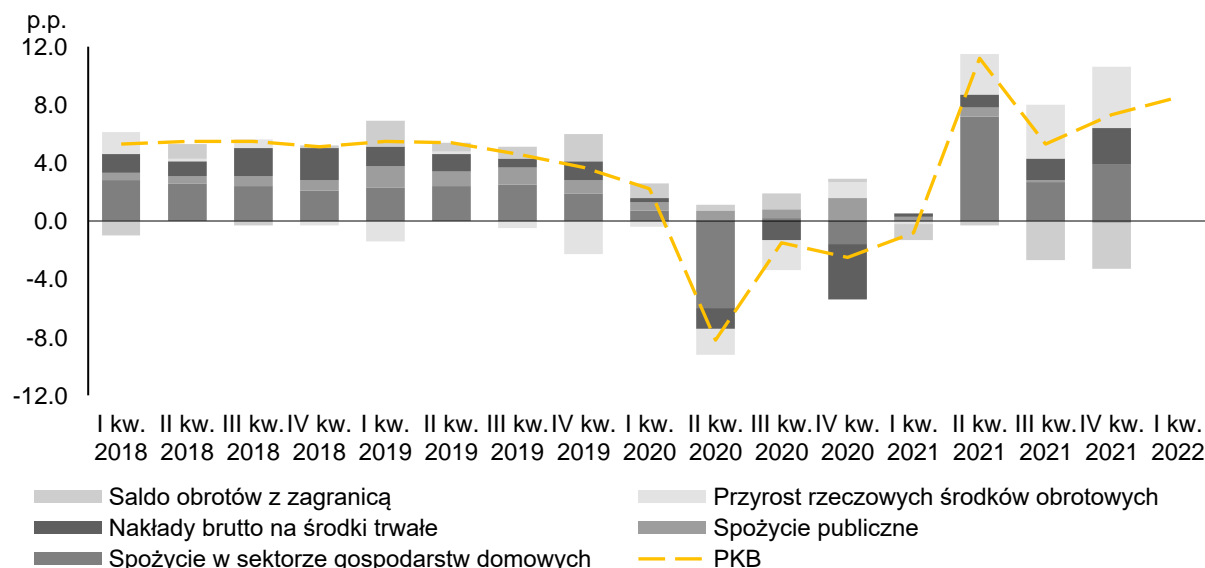 p.p.
12.0
8.0
4.0
0.0
-4.0
-8.0
-12.0
I kw. II kw. III kw. IV kw. I kw. II kw. III kw. IV kw. I kw. II kw. III kw. IV kw. I kw. II kw. III kw. IV kw. I kw.
2018 2018 2018 2018 2019 2019 2019 2019 2020 2020 2020 2020 2021 2021 2021 2021 2022
Saldo obrotów z zagranicą
Przyrost rzeczowych środków obrotowych
Nakłady brutto na środki trwałe
Spożycie publiczne
Spożycie w sektorze gospodarstw domowych
PKB